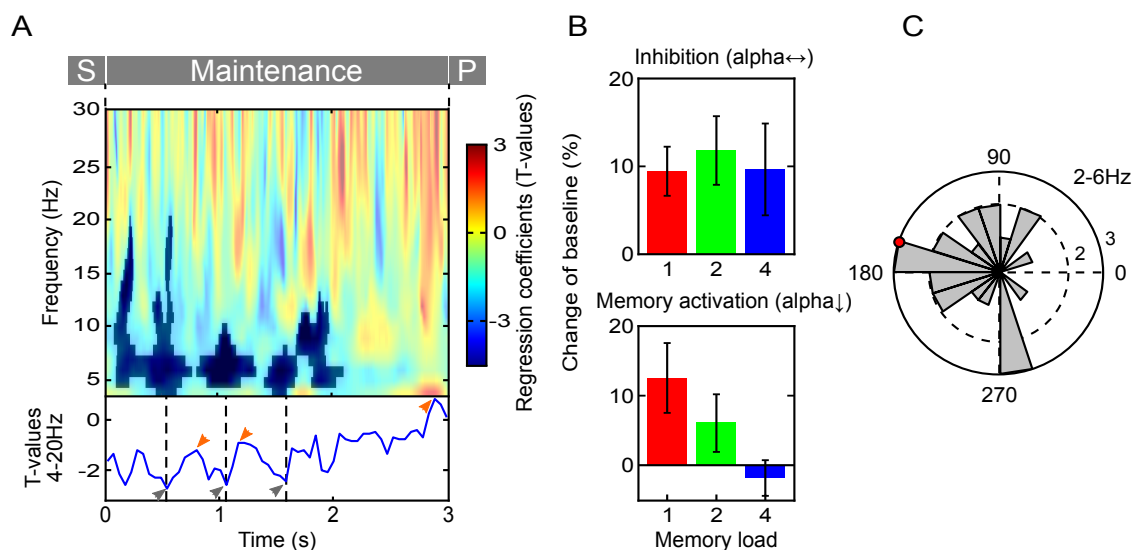 A
S Maintenance P
30
25
20
15
10
5
Frequency (Hz)
3
0
-3
Regression coefficients (T-values)
0
-2
T-values
4-20Hz
0 1 2 3
Time (s)
B
Inhibition (alpha↔)
20
10
0
1 2 4
Change of baseline (%)
Memory activation (alpha↓)
20
10
0
1 2 4
Memory load
C
90
2-6Hz
3
2
180
0
270